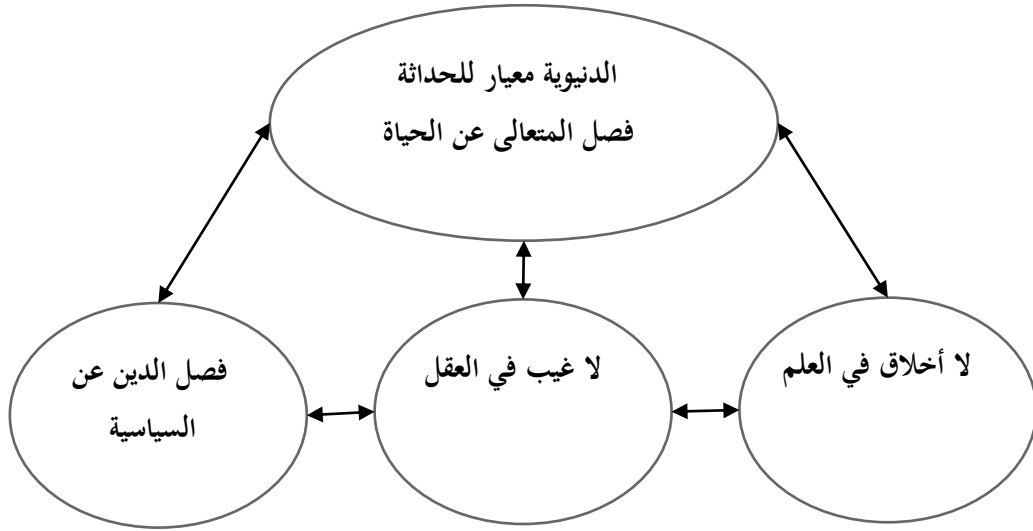 الدنيوية معيار للحداثة
فصل المتعالى عن الحياة
لا أخلاق في العلم
لا غيب في العقل
فصل الدين عن
السياسية